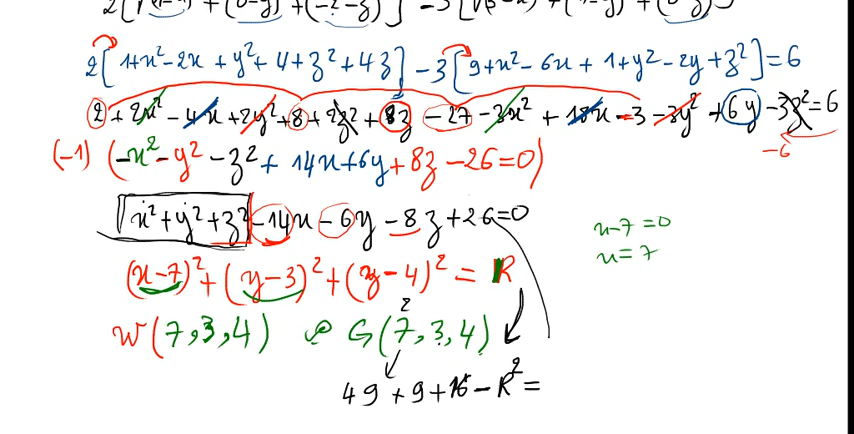 2[1+x²-2x+y²+4+z²+4z]-3[9+x²-6x+1+y²-2y+z²]=6
2+2x²-4x+2y²+8+2z²+8z-27-3x²+18x-3-3y²+6y-3z²=6
-6
(-1) (-x²-y²-z²+14x+6y+8z-26=0)
x²+y²+z²-14x-6y-8z+26=0
x-7=0
x=7
(x-7)²+(y-3)²+(z-4)²=R
W(7,3,4) G(7,3,4)
49+9+16-R²=